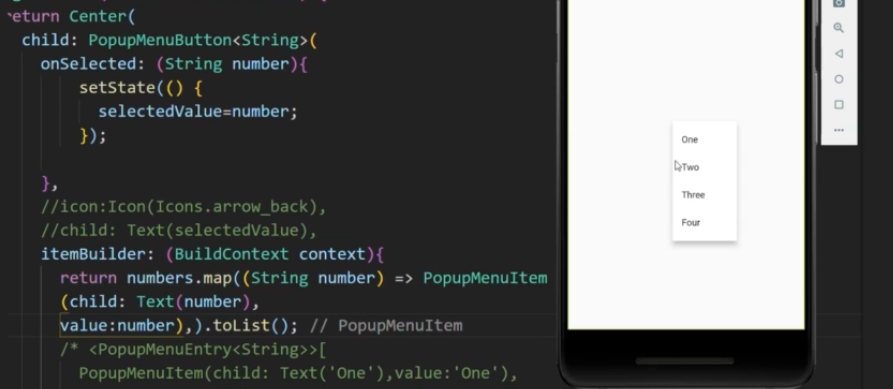 return Center(
child: PopupMenuButton<String>(
onSelected: (String number){
setState(() {
selectedValue=number;
});
},
//icon:Icon(Icons.arrow_back),
//child: Text(selectedValue),
itemBuilder: (BuildContext context){
return numbers.map((String number) => PopupMenuItem
(child: Text(number),
value:number),).toList(); // PopupMenuItem
/* <PopupMenuEntry<String>>[
PopupMenuItem(child: Text('One'),value:'One'),
One
Two
Three
Four